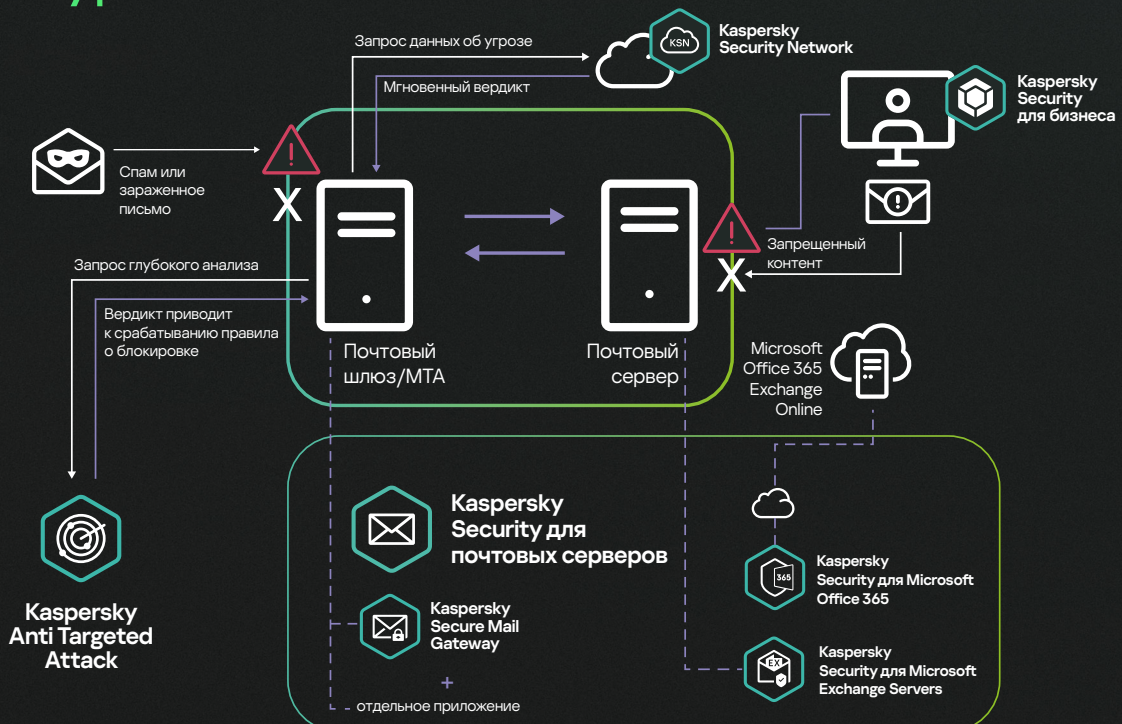 Запрос данных об угрозе
KSN
Kaspersky
Security Network
Мгновенный вердикт
Kaspersky
Security
для бизнеса
Спам или
зараженное
письмо
X
Запрещенный
контент
X
Запрос глубокого анализа
Вердикт приводит
к срабатыванию правила
о блокировке
Почтовый
шлюз/MTA
Почтовый
сервер
Microsoft
Office 365
Exchange
Online
Kaspersky
Anti Targeted
Attack
Kaspersky
Security для
почтовых серверов
Kaspersky
Secure Mail
Gateway
+
отдельное приложение
365
Kaspersky
Security для Microsoft
Office 365
EX
Kaspersky
Security для Microsoft
Exchange Servers